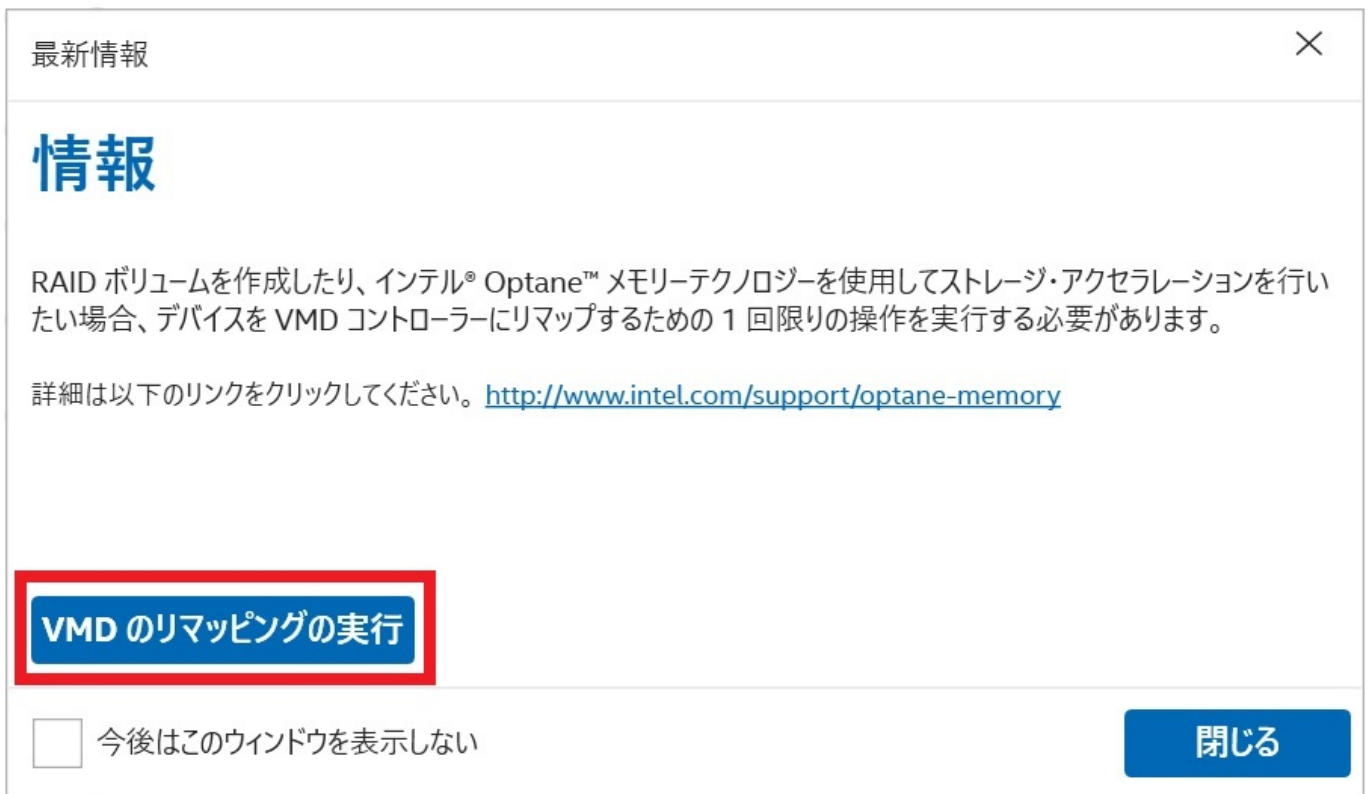 最新情報
情報
RAID ボリュームを作成したり、インテル® Optane™ メモリーテクノロジーを使用してストレージ・アクセラレーションを行い
たい場合、デバイスを VMD コントローラーにリマップするための 1 回限りの操作を実行する必要があります。
詳細は以下のリンクをクリックしてください。 http://www.intel.com/support/optane-memory
VMD のリマッピングの実行
今後はこのウィンドウを表示しない
閉じる